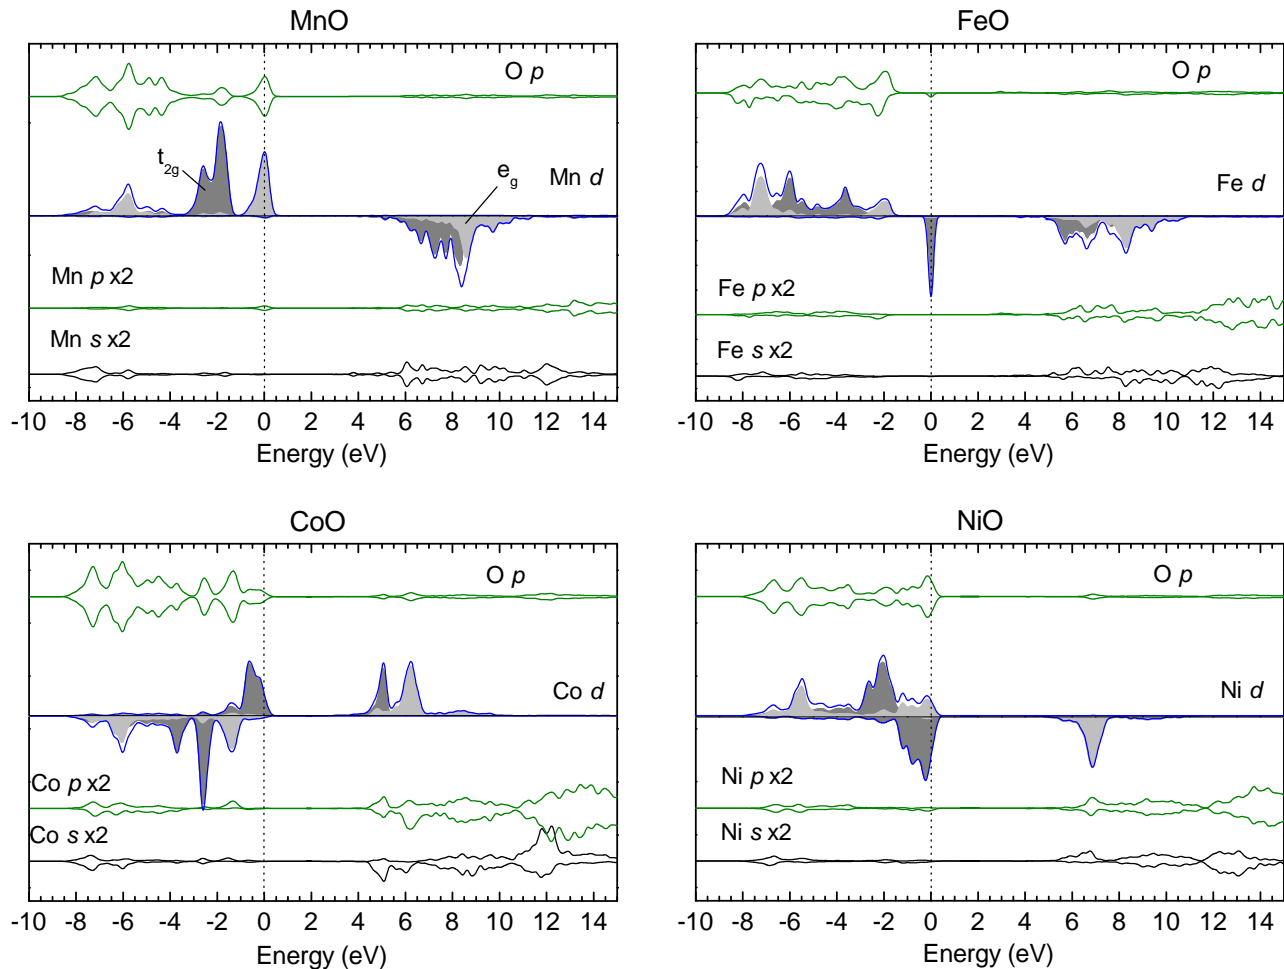 MnO
O p
t2g
eg
Mn d
Mn p x2
Mn s x2
-10 -8 -6 -4 -2 0 2 4 6 8 10 12 14
Energy (eV)
FeO
O p
Fe d
Fe p x2
Fe s x2
-10 -8 -6 -4 -2 0 2 4 6 8 10 12 14
Energy (eV)
CoO
O p
Co d
Co p x2
Co s x2
-10 -8 -6 -4 -2 0 2 4 6 8 10 12 14
Energy (eV)
NiO
O p
Ni d
Ni p x2
Ni s x2
-10 -8 -6 -4 -2 0 2 4 6 8 10 12 14
Energy (eV)